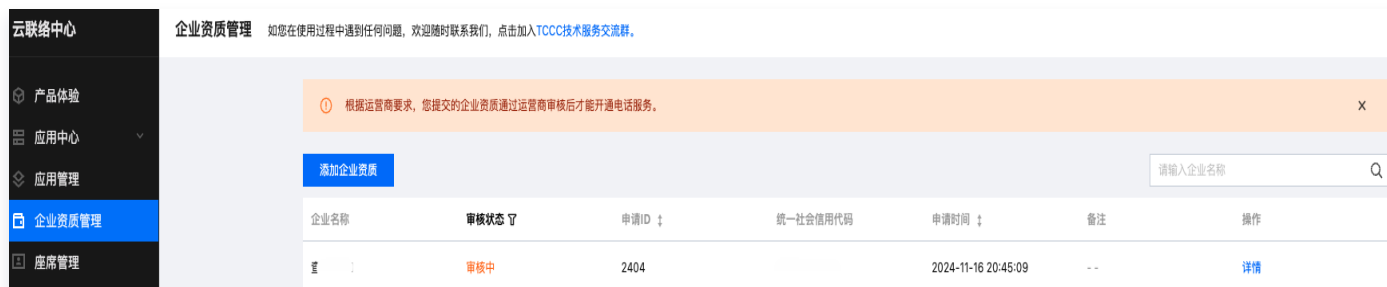 云联络中心
企业资质管理 如您在使用过程中遇到任何问题，欢迎随时联系我们，点击加入TCCC技术服务交流群。
产品体验
根据运营商要求，您提交的企业资质通过运营商审核后才能开通电话服务。
应用中心
添加企业资质 请输入企业名称
应用管理
企业资质管理
企业名称 审核状态 申请ID 统一社会信用代码 申请时间 备注 操作
座席管理
审核中 2404 2024-11-16 20:45:09 -- 详情